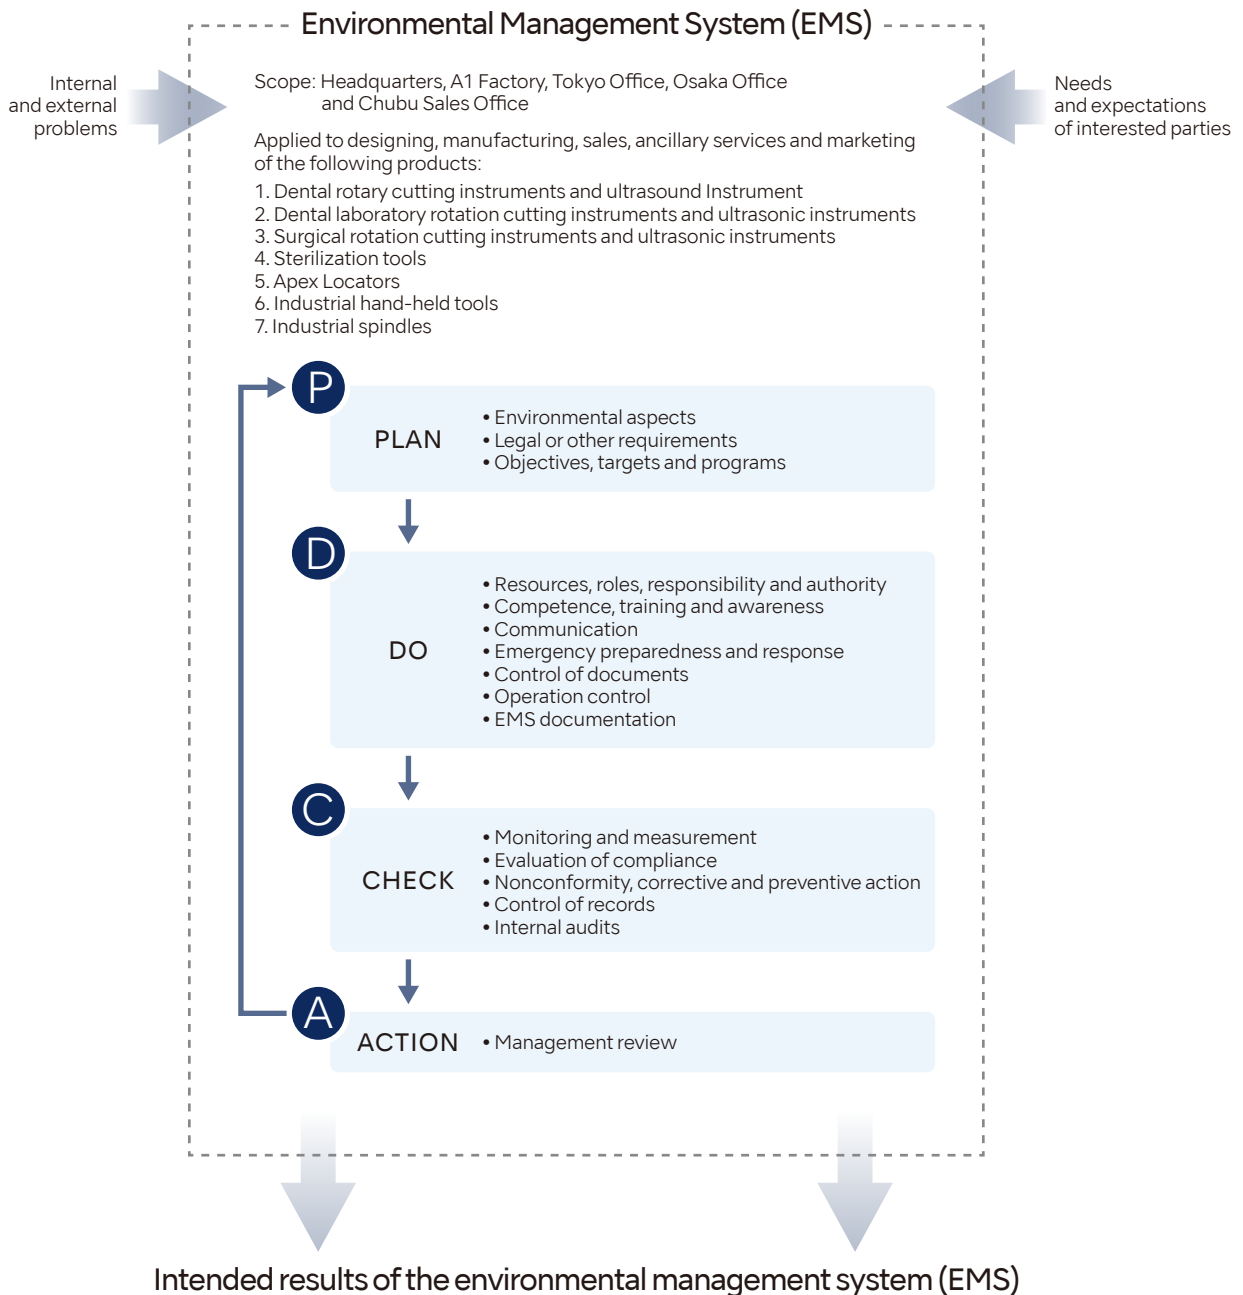 Environmental Management System (EMS)
Internal
and external
problems
Scope: Headquarters, A1 Factory, Tokyo Office, Osaka Office
and Chubu Sales Office
Needs
and expectations
of interested parties
Applied to designing, manufacturing, sales, ancillary services and marketing
of the following products:
1. Dental rotary cutting instruments and ultrasound Instrument
2. Dental laboratory rotation cutting instruments and ultrasonic instruments
3. Surgical rotation cutting instruments and ultrasonic instruments
4. Sterilization tools
5. Apex Locators
6. Industrial hand-held tools
7. Industrial spindles
P
PLAN
• Environmental aspects
• Legal or other requirements
• Objectives, targets and programs
D
DO
• Resources, roles, responsibility and authority
• Competence, training and awareness
• Communication
• Emergency preparedness and response
• Control of documents
• Operation control
• EMS documentation
C
CHECK
• Monitoring and measurement
• Evaluation of compliance
• Nonconformity, corrective and preventive action
• Control of records
• Internal audits
A
ACTION
• Management review
Intended results of the environmental management system (EMS)